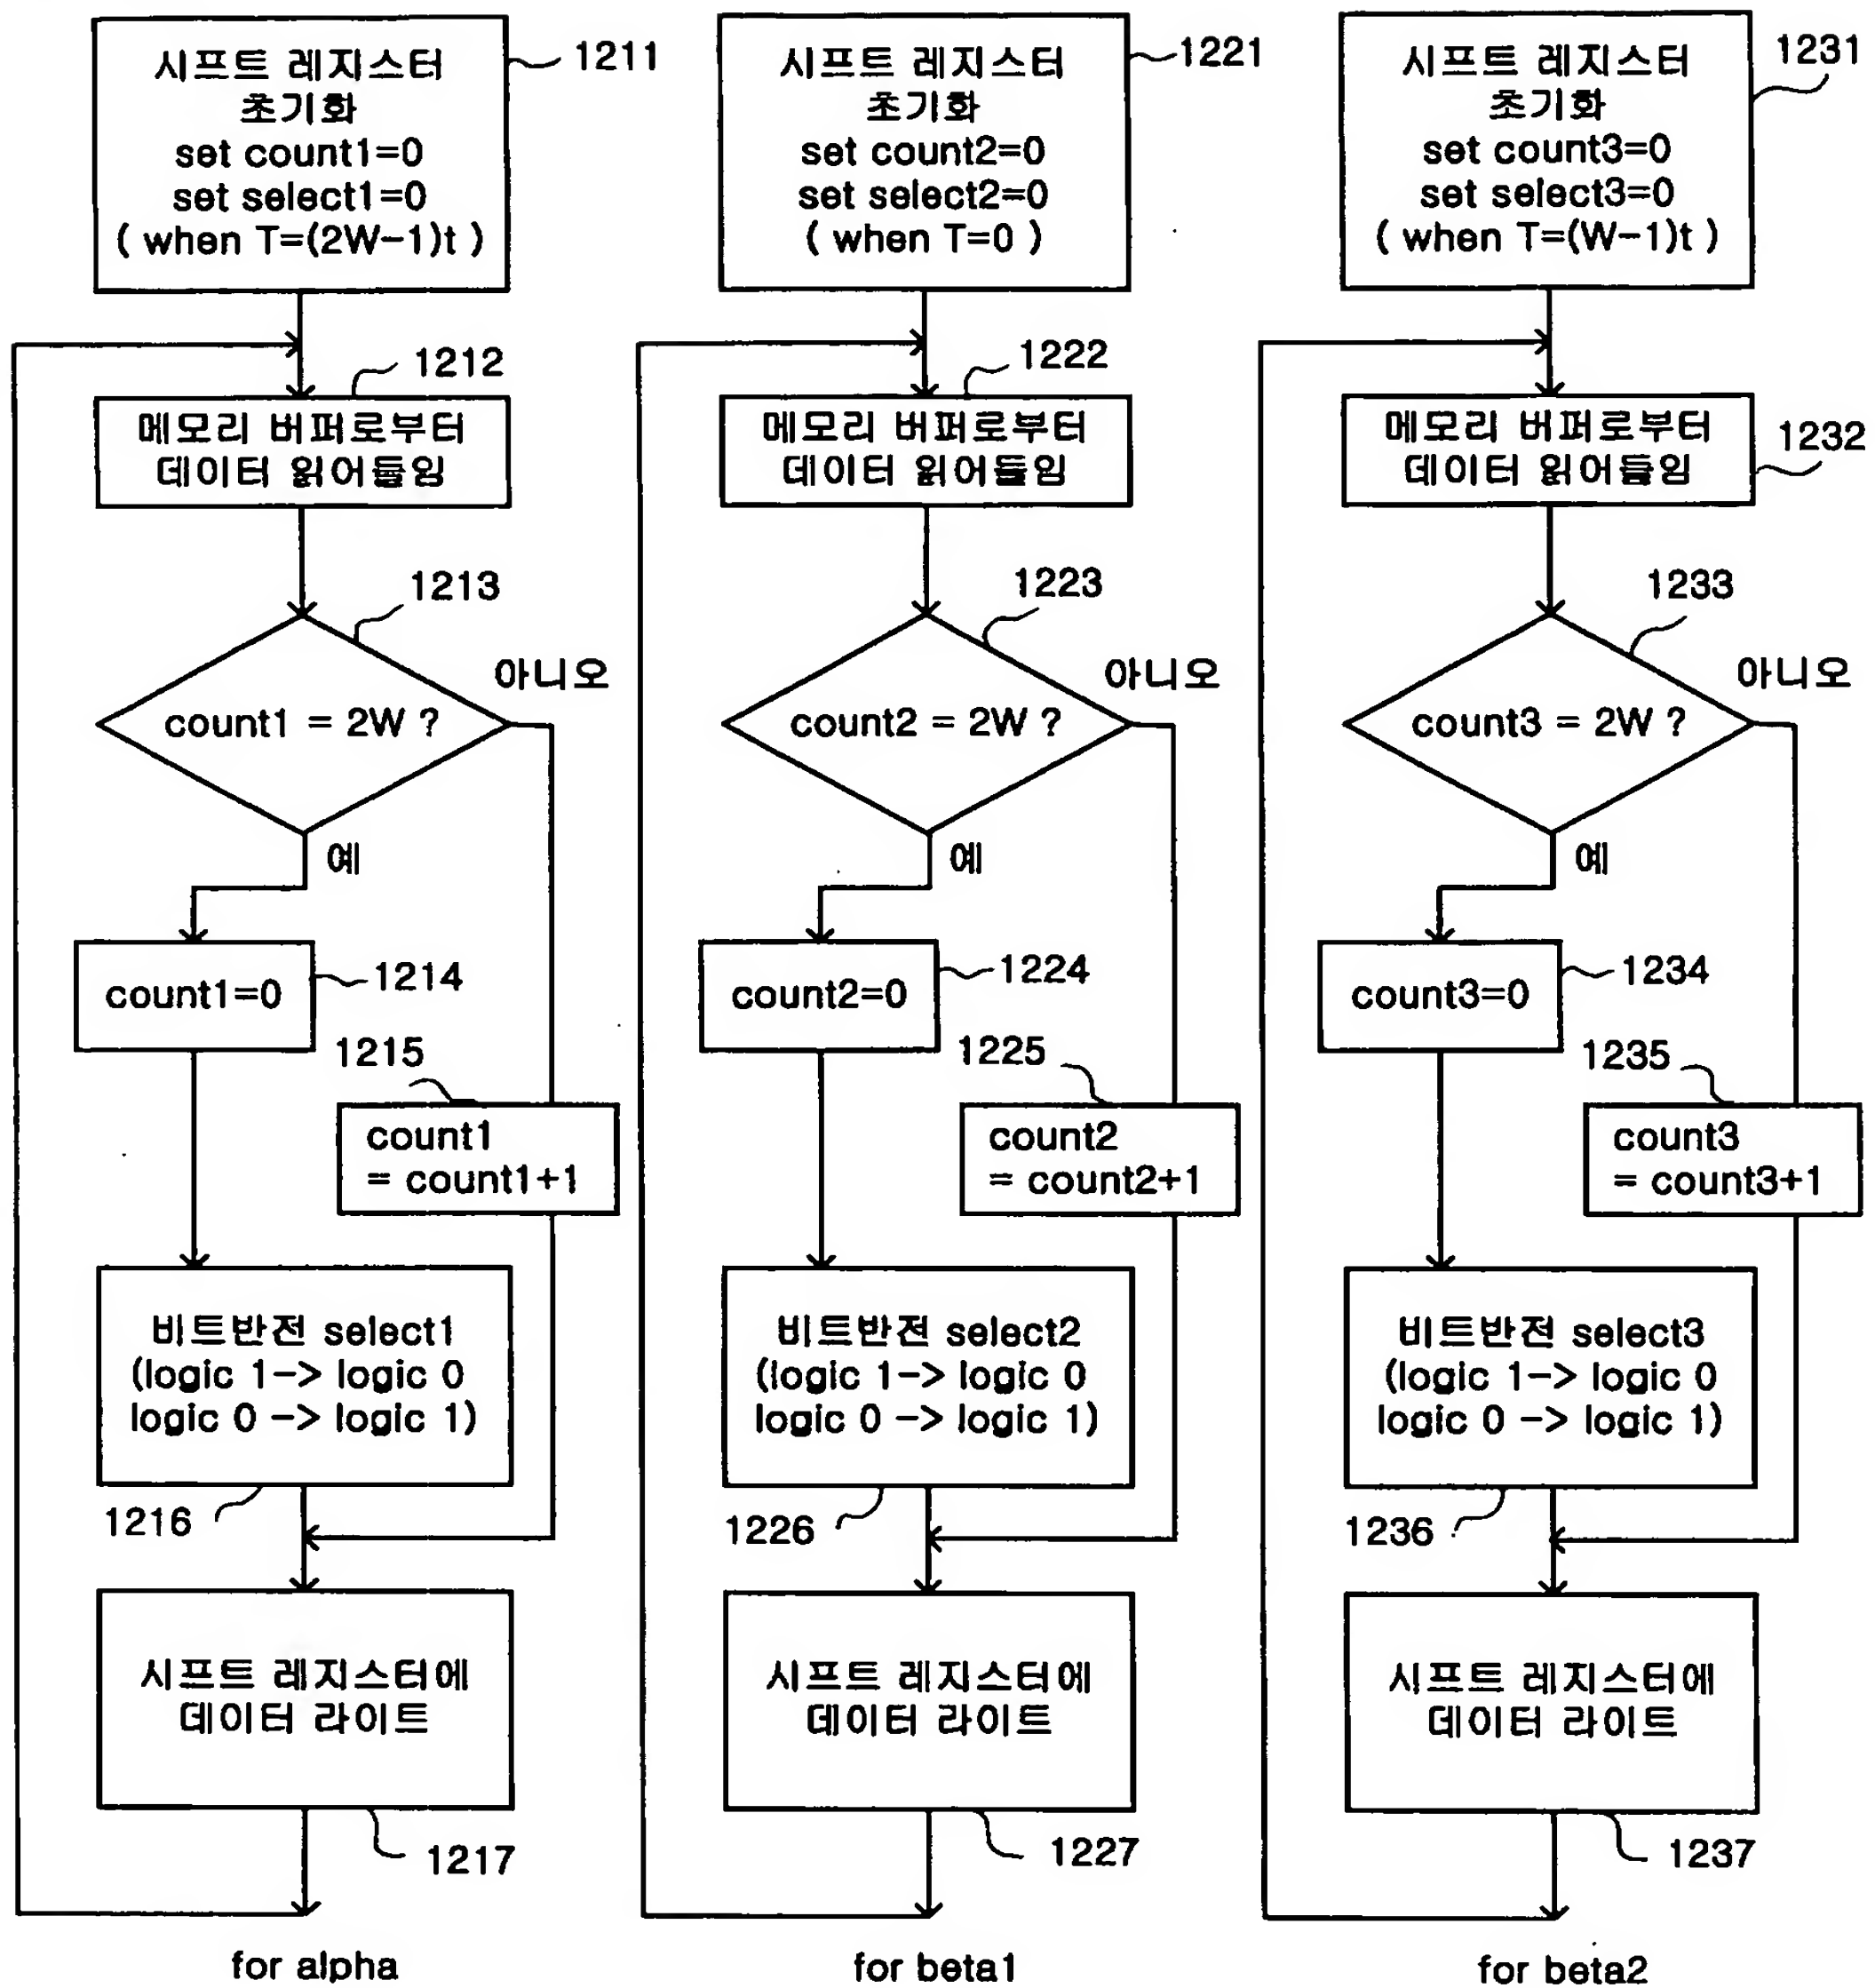 시프트 레지스터
초기화
set count1=0
set select1=0
( when T=(2W-1)t )
1211
1212
메모리 버퍼로부터
데이터 읽어들임
1213
아니오
count1 = 2W ?
예
count1=0
1214
1215
count1
= count1+1
비트반전 select1
(logic 1-> logic 0
logic 0 -> logic 1)
1216
시프트 레지스터에
데이터 라이트
1217
for alpha
시프트 레지스터
초기화
set count2=0
set select2=0
( when T=0 )
1221
1222
메모리 버퍼로부터
데이터 읽어들임
1223
아니오
count2 = 2W ?
예
count2=0
1224
1225
count2
= count2+1
비트반전 select2
(logic 1-> logic 0
logic 0 -> logic 1)
1226
시프트 레지스터에
데이터 라이트
1227
for beta1
시프트 레지스터
초기화
set count3=0
set select3=0
( when T=(W-1)t )
1231
메모리 버퍼로부터
데이터 읽어들임
1232
1233
아니오
count3 = 2W ?
예
count3=0
1234
1235
count3
= count3+1
비트반전 select3
(logic 1-> logic 0
logic 0 -> logic 1)
1236
시프트 레지스터에
데이터 라이트
1237
for beta2